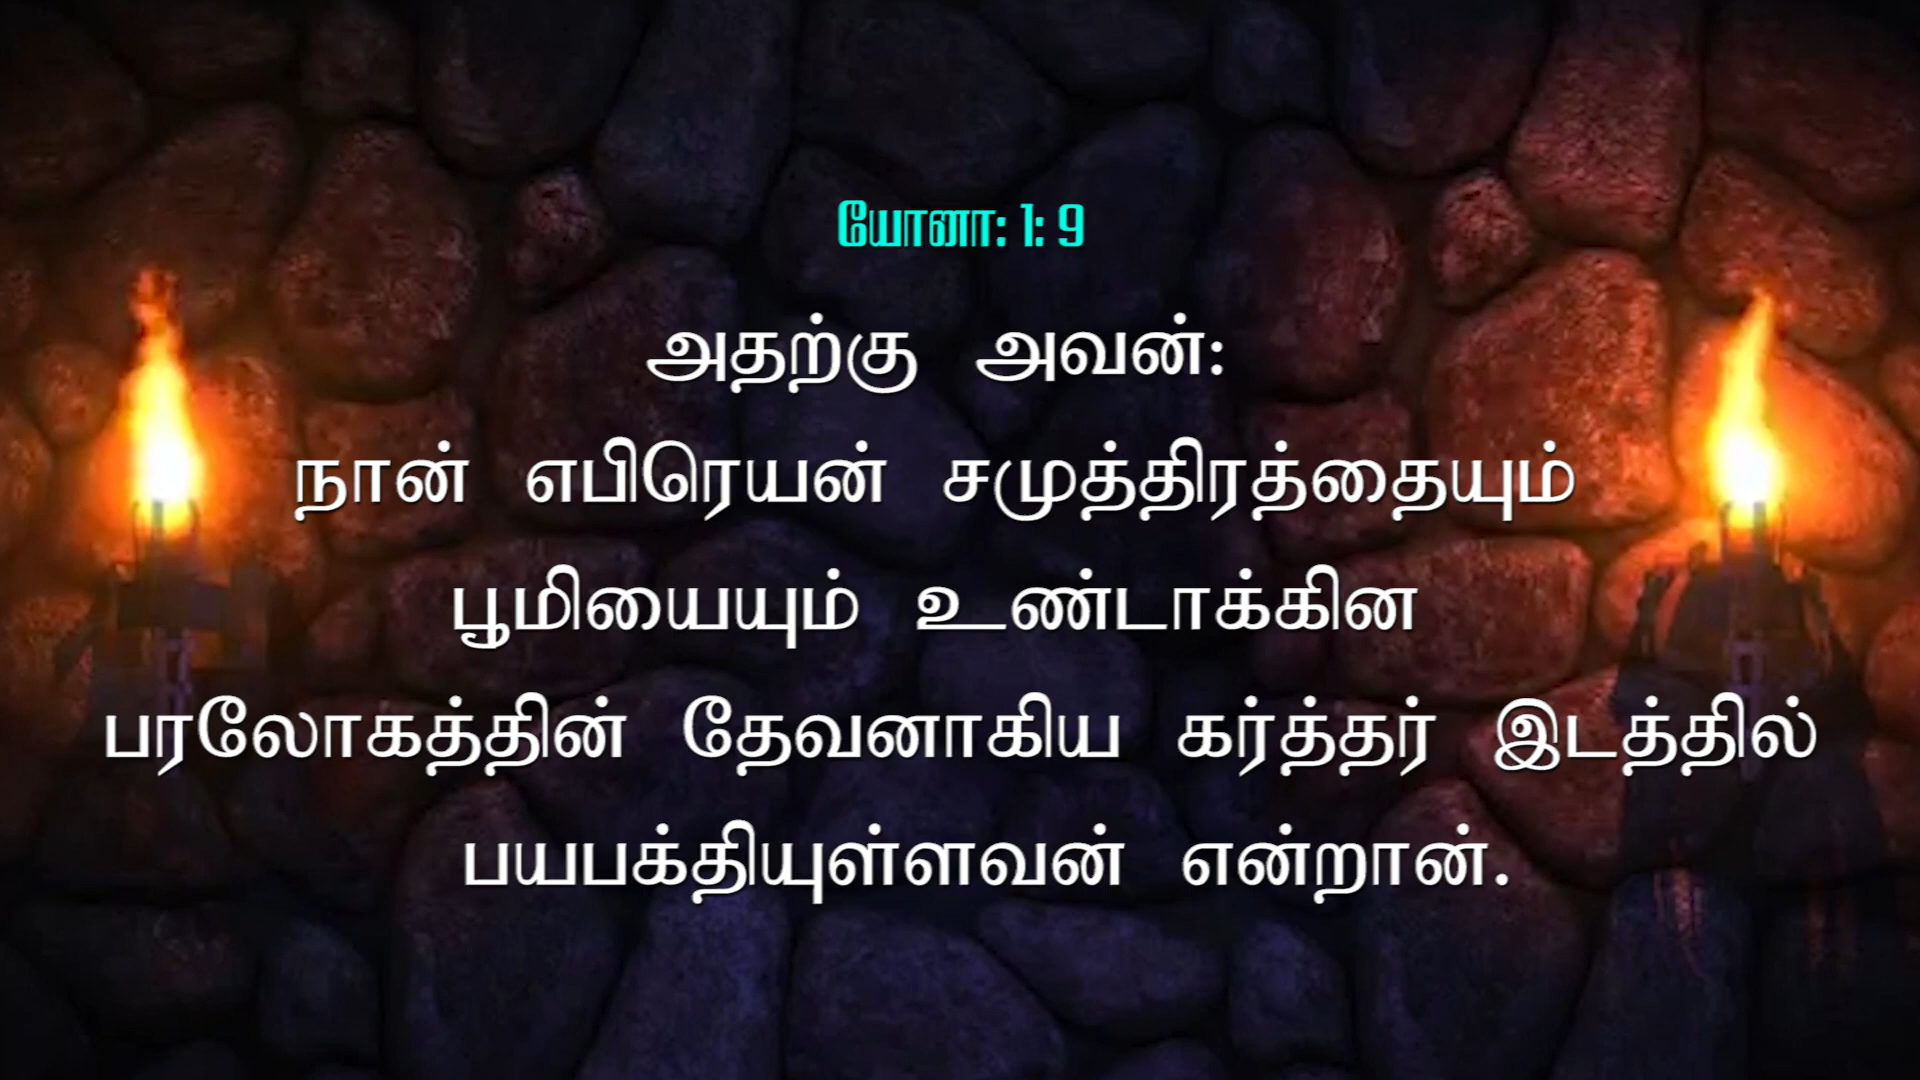 யோனா: 1: 9
அதற்கு அவன்:
நான் எபிரெயன் சமுத்திரத்தையும்
பூமியையும் உண்டாக்கின
பரலோகத்தின் தேவனாகிய கர்த்தர் இடத்தில்
பயபக்தியுள்ளவன் என்றான்.